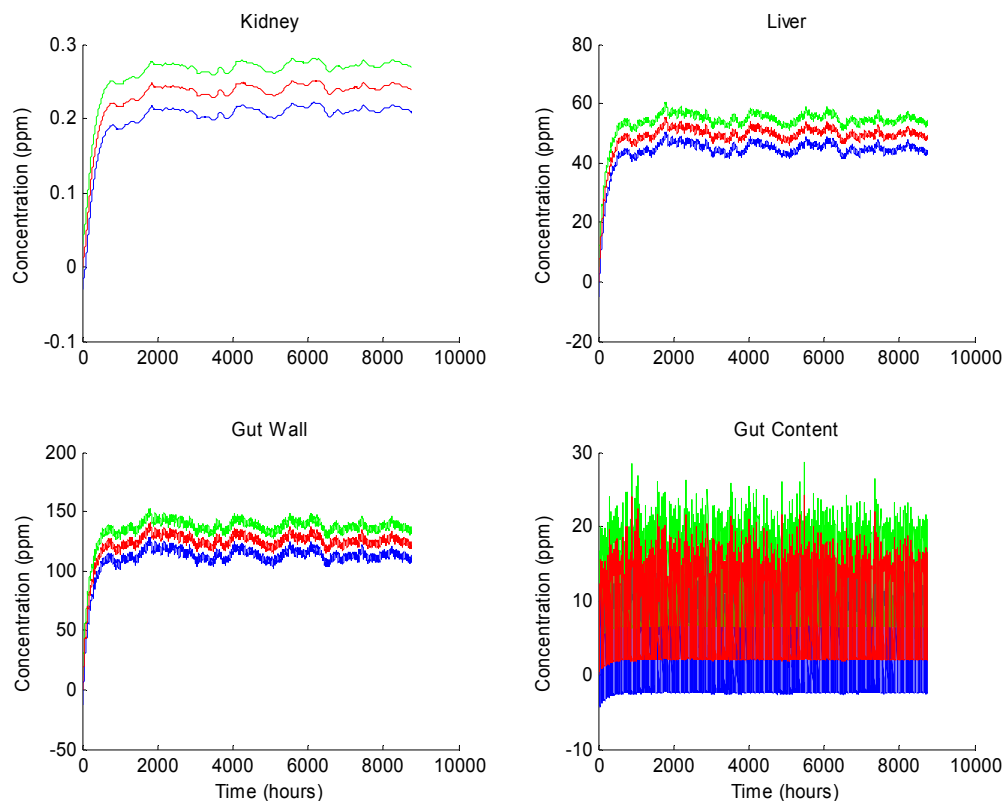 Kidney
0.3
0.2
0.1
0
-0.1
0 2000 4000 6000 8000 10000
Concentration (ppm)
Liver
80
60
40
20
0
-20
0 2000 4000 6000 8000 10000
Concentration (ppm)
Gut Wall
200
150
100
50
0
-50
0 2000 4000 6000 8000 10000
Concentration (ppm)
Time (hours)
Gut Content
30
20
10
0
-10
0 2000 4000 6000 8000 10000
Concentration (ppm)
Time (hours)